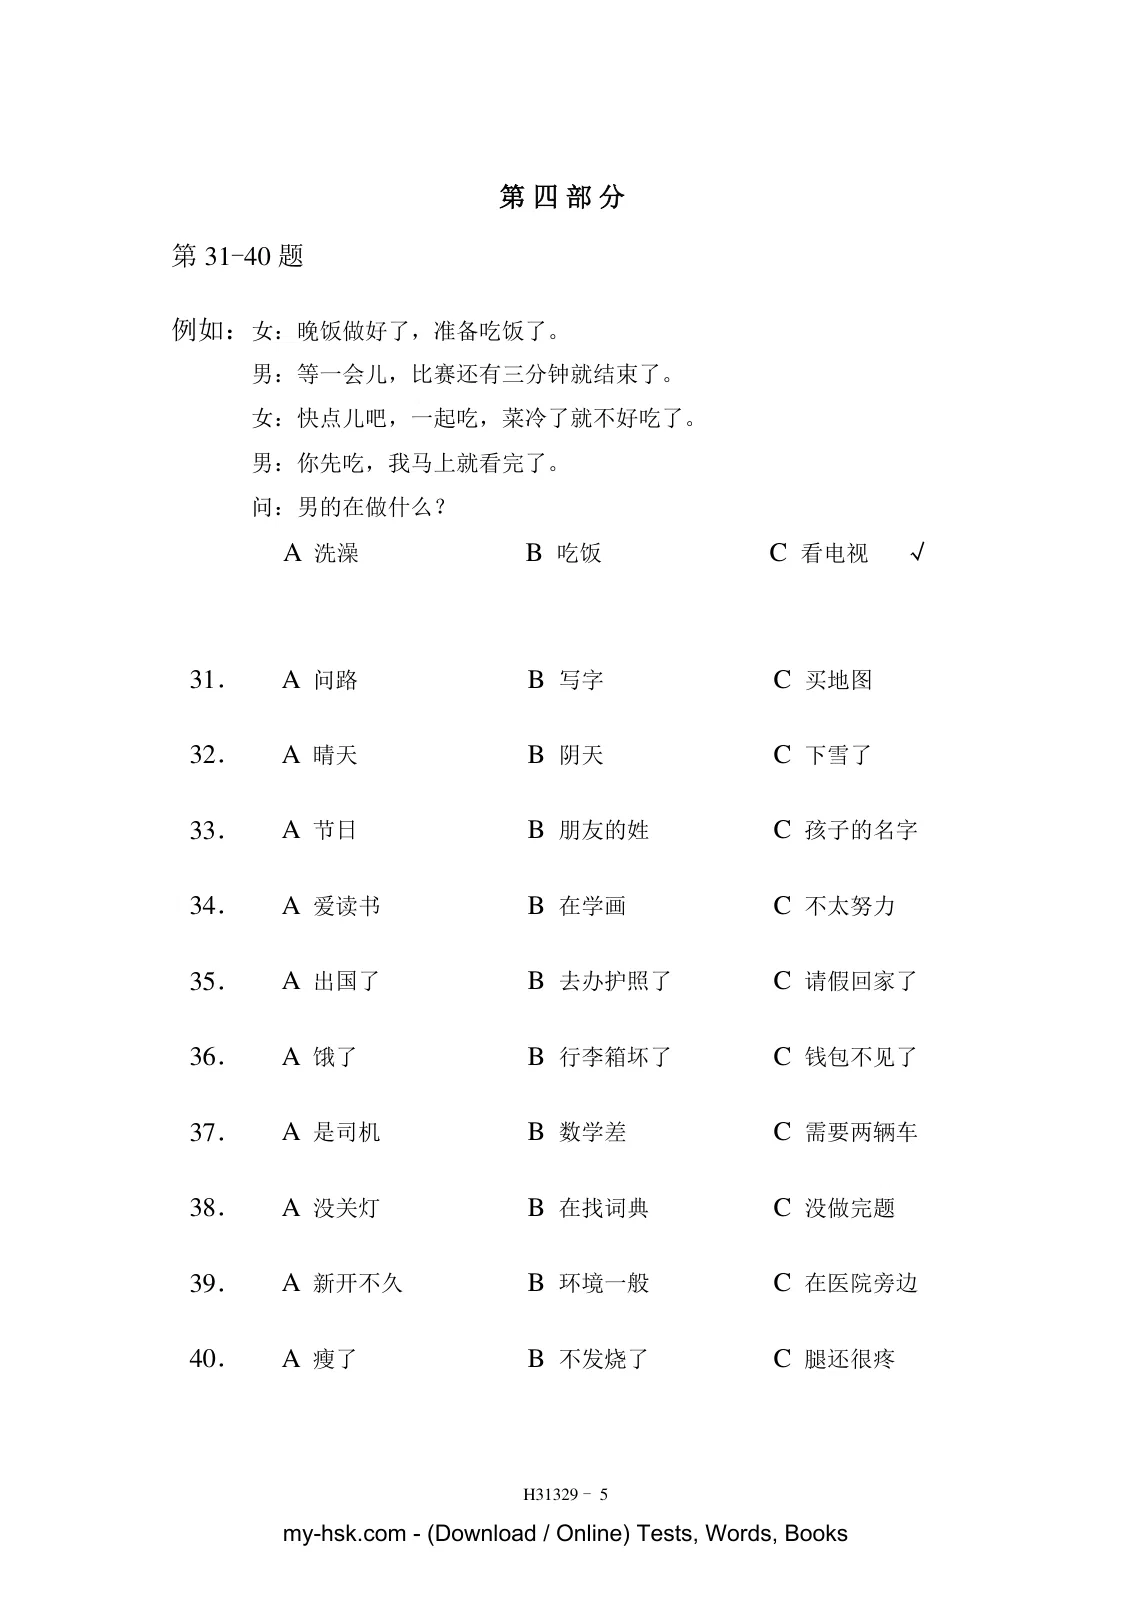 第四部分
第 31-40 题
例如：女：晚饭做好了，准备吃饭了。
男：等一会儿，比赛还有三分钟就结束了。
女：快点儿吧，一起吃，菜冷了就不好吃了。
男：你先吃，我马上就看完了。
问：男的在做什么？
A 洗澡 B 吃饭 C 看电视 √
31. A 问路 B 写字 C 买地图
32. A 晴天 B 阴天 C 下雪了
33. A 节日 B 朋友的姓 C 孩子的名字
34. A 爱读书 B 在学画 C 不太努力
35. A 出国了 B 去办护照了 C 请假回家了
36. A 饿了 B 行李箱坏了 C 钱包不见了
37. A 是司机 B 数学差 C 需要两辆车
38. A 没关灯 B 在找词典 C 没做完题
39. A 新开不久 B 环境一般 C 在医院旁边
40. A 瘦了 B 不发烧了 C 腿还很疼
H31329 - 5
my-hsk.com - (Download / Online) Tests, Words, Books